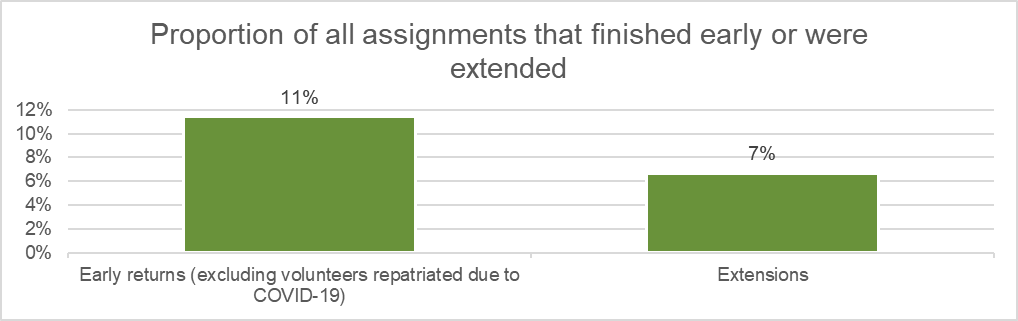 Proportion of all assignments that finished early or were
extended
11%
7%
12%
10%
8%
6%
4%
2%
0%
Early returns (excluding volunteers repatriated due to
COVID-19)
Extensions